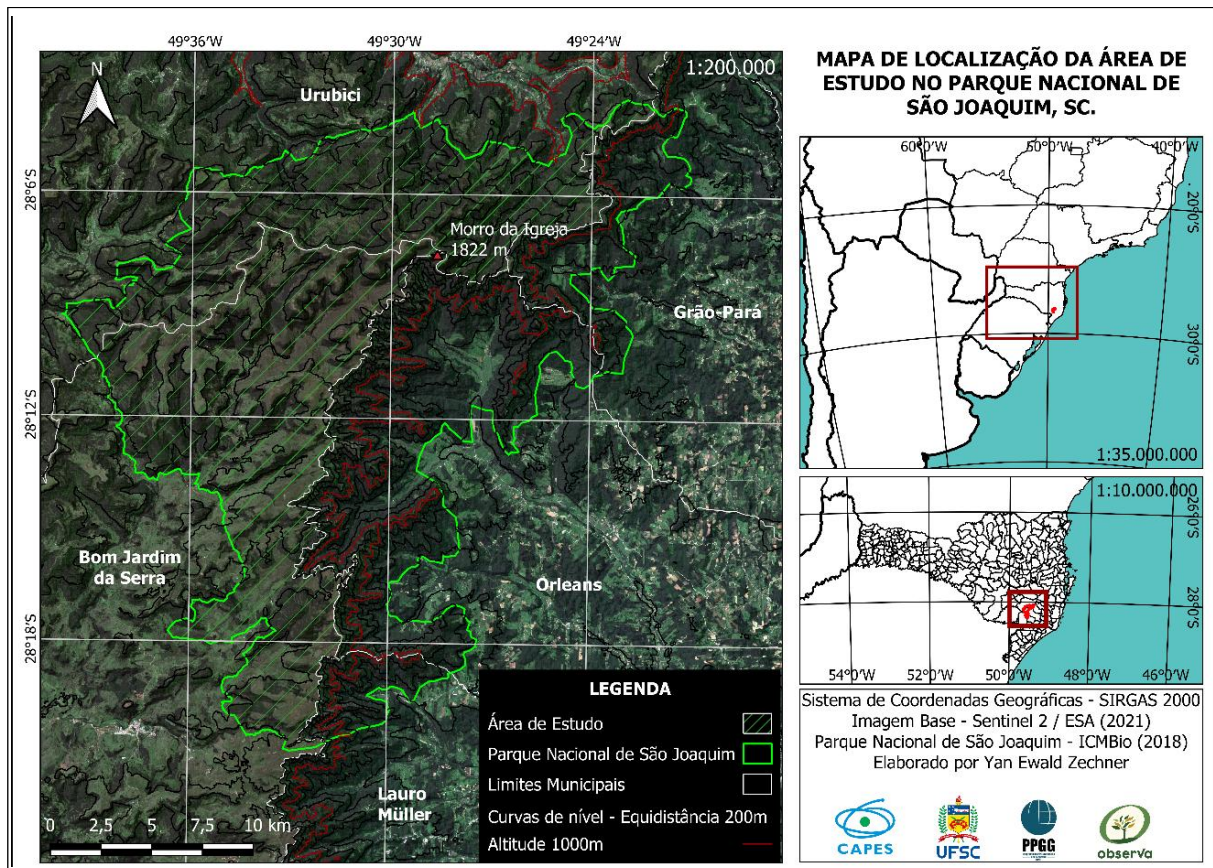 49°36'W 49°30'W 49°24'W
1:200.000
N
Urubici
28°6'S
Morro da Igreja
1822 m
Grão-Pará
28°12'S
Bom Jardim
da Serra
Orleans
28°18'S
Lauro
Müller
0 2,5 5 7,5 10 km
LEGENDA
Área de Estudo
Parque Nacional de São Joaquim
Limites Municipais
Curvas de nível - Equidistância 200m
Altitude 1000m
MAPA DE LOCALIZAÇÃO DA ÁREA DE
ESTUDO NO PARQUE NACIONAL DE
SÃO JOAQUIM, SC.
60°0'W 50°0'W 40°0'W
20°0'S
30°0'S
1:35.000.000
1:10.000.000
26°0'S
28°0'S
54°0'W 52°0'W 50°0'W 48°0'W 46°0'W
Sistema de Coordenadas Geográficas - SIRGAS 2000
Imagem Base - Sentinel 2 / ESA (2021)
Parque Nacional de São Joaquim - ICMBio (2018)
Elaborado por Yan Ewald Zechner
CAPES
UFSC
PPGG
observa